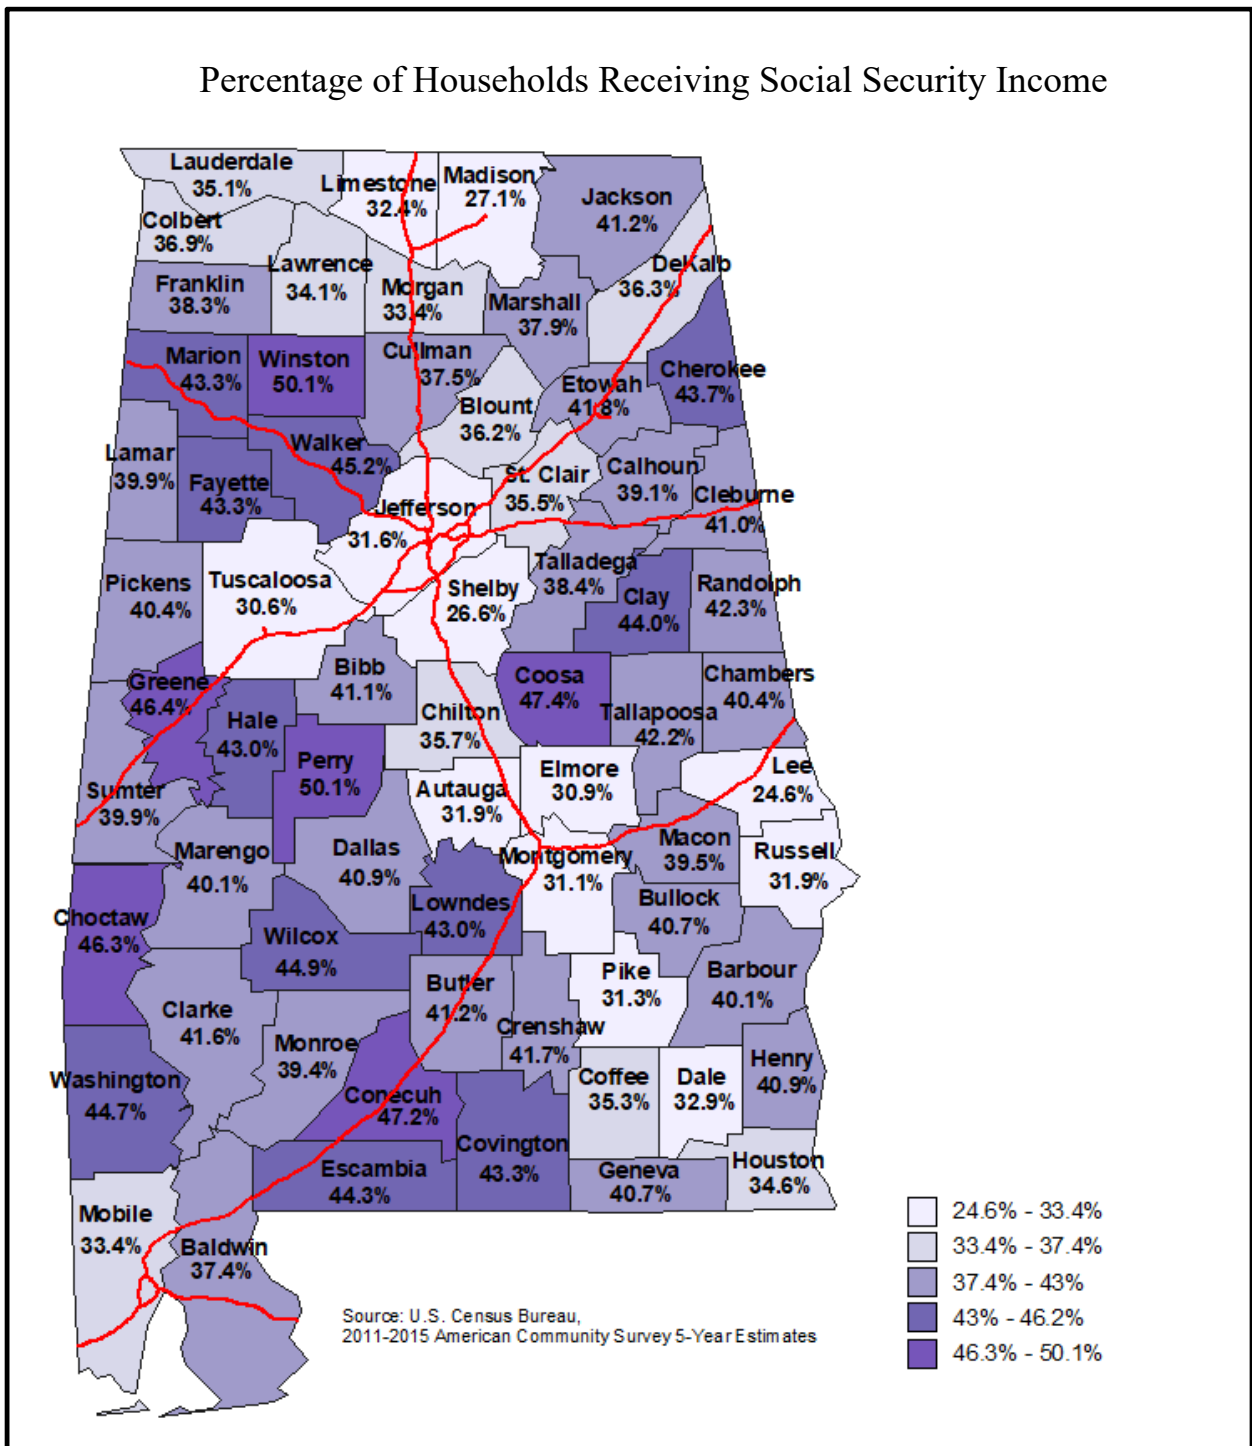 Percentage of Households Receiving Social Security Income
Lauderdale
35.1%
Limestone
32.4%
Madison
27.1%
Jackson
41.2%
Colbert
36.9%
Lawrence
34.1%
DeKalb
36.3%
Franklin
38.3%
Morgan
33.4%
Marshall
37.9%
Marion
43.3%
Winston
50.1%
Cullman
37.5%
Etowah
41.8%
Cherokee
43.7%
Blount
36.2%
Lamar
39.9%
Fayette
43.3%
Walker
45.2%
St. Clair
35.5%
Calhoun
39.1%
Cleburne
41.0%
Jefferson
31.6%
Pickens
40.4%
Tuscaloosa
30.6%
Shelby
26.6%
Talladega
38.4%
Clay
44.0%
Randolph
42.3%
Greene
46.4%
Bibb
41.1%
Coosa
47.4%
Chambers
40.4%
Hale
43.0%
Chilton
35.7%
Tallapoosa
42.2%
Perry
50.1%
Sumter
39.9%
Autauga
31.9%
Elmore
30.9%
Lee
24.6%
Marengo
40.1%
Dallas
40.9%
Montgomery
31.1%
Macon
39.5%
Russell
31.9%
Choctaw
46.3%
Lowndes
43.0%
Bullock
40.7%
Wilcox
44.9%
Pike
31.3%
Barbour
40.1%
Clarke
41.6%
Butler
41.2%
Crenshaw
41.7%
Monroe
39.4%
Henry
40.9%
Washington
44.7%
Conecuh
47.2%
Coffee
35.3%
Dale
32.9%
Covington
43.3%
Escambia
44.3%
Geneva
40.7%
Houston
34.6%
Mobile
33.4%
Baldwin
37.4%
24.6% - 33.4%
33.4% - 37.4%
37.4% - 43%
43% - 46.2%
46.3% - 50.1%
Source: U.S. Census Bureau,
2011-2015 American Community Survey 5-Year Estimates